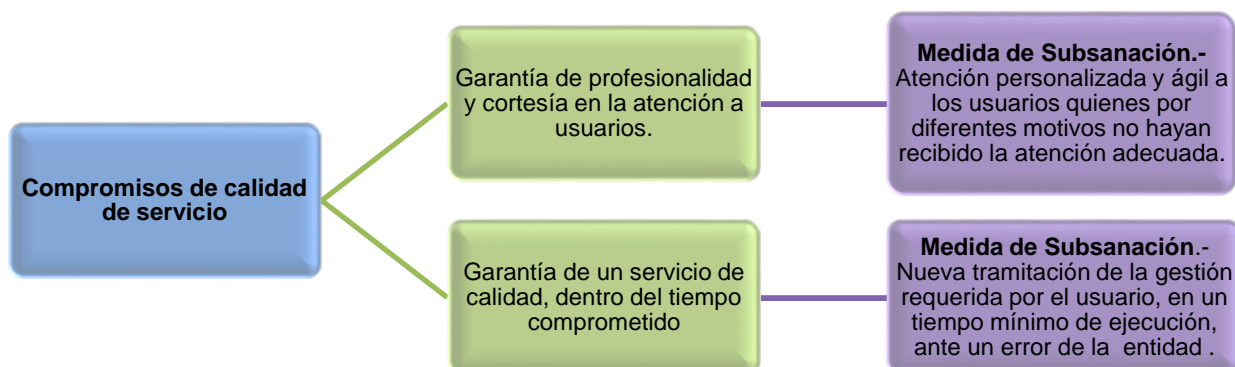 Compromisos de calidad
de servicio
Garantía de profesionalidad
y cortesía en la atención a
usuarios.
Medida de Subsanación.-
Atención personalizada y ágil a
los usuarios quienes por
diferentes motivos no hayan
recibido la atención adecuada.
Garantía de un servicio de
calidad, dentro del tiempo
comprometido
Medida de Subsanación.-
Nueva tramitación de la gestión
requerida por el usuario, en un
tiempo mínimo de ejecución,
ante un error de la  entidad .